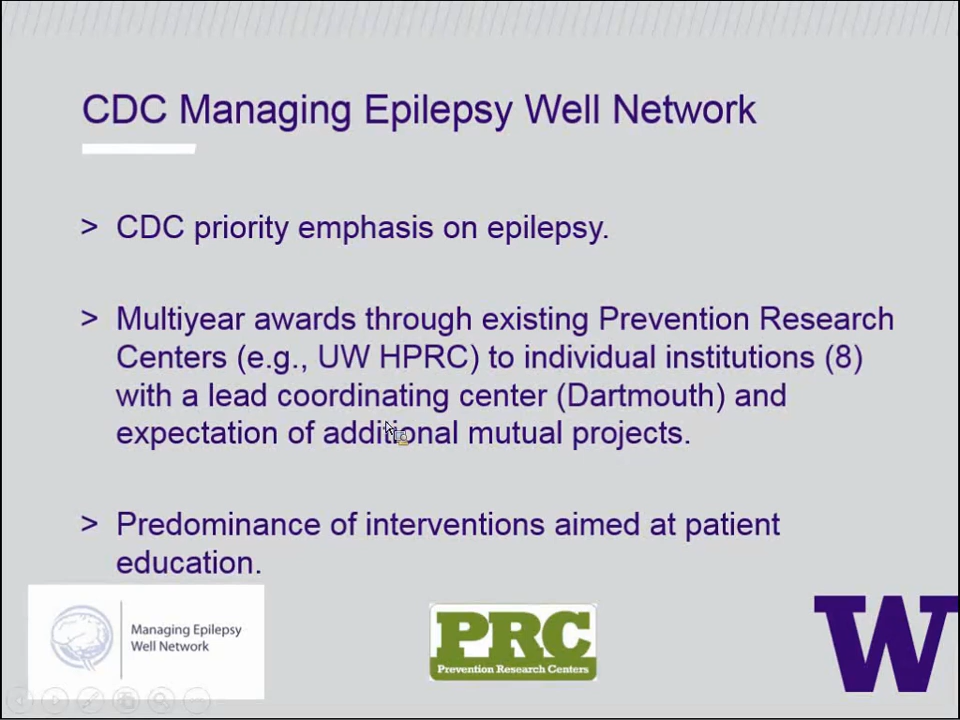 CDC Managing Epilepsy Well Network
> CDC priority emphasis on epilepsy.
> Multiyear awards through existing Prevention Research
Centers (e.g., UW HPRC) to individual institutions (8)
with a lead coordinating center (Dartmouth) and
expectation of additional mutual projects.
> Predominance of interventions aimed at patient
education.
Managing Epilepsy
Well Network
PRC
Prevention Research Centers
W